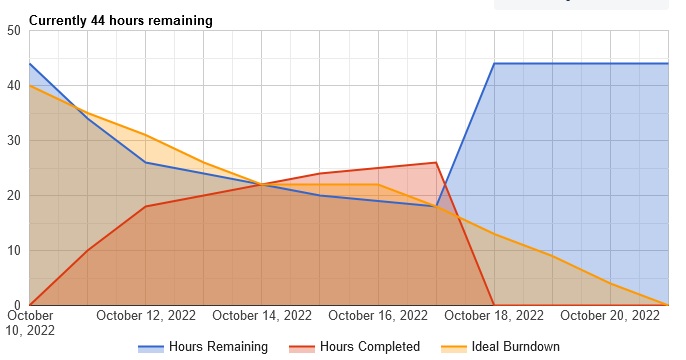 Currently 44 hours remaining
50
40
30
20
10
0
October 10, 2022
October 12, 2022
October 14, 2022
October 16, 2022
October 18, 2022
October 20, 2022
Hours Remaining
Hours Completed
Ideal Burndown